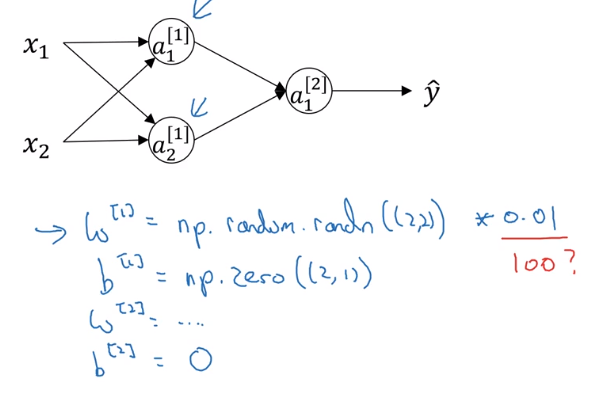 x₁ a₁^[1]
a₁^[2] ŷ
x₂ a₂^[1]
→ W^[1] = np.random.randn((2,2)) * 0.01
100?
b^[1] = np.zero((2,1))
W^[2] = ....
b^[2] = 0